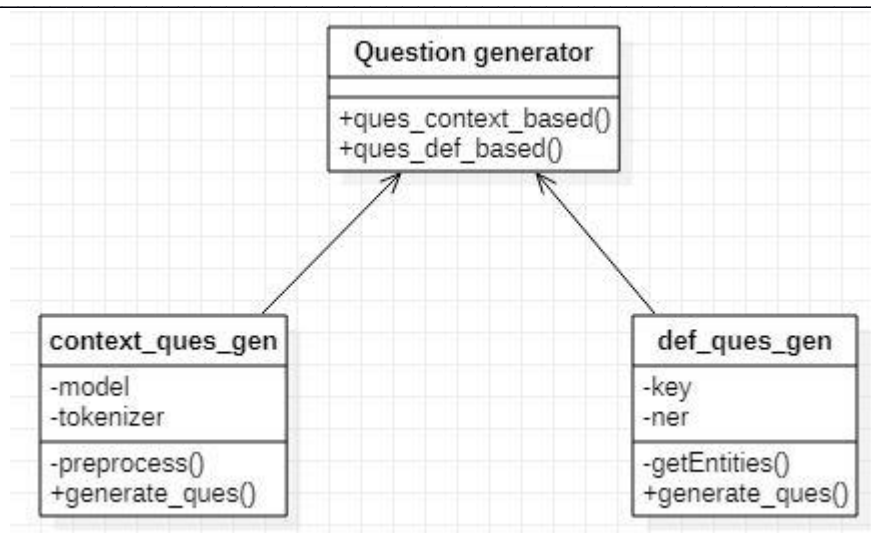 Question generator
+ques_context_based()
+ques_def_based()
context_ques_gen
-model
-tokenizer
-preprocess()
+generate_ques()
def_ques_gen
-key
-ner
-getEntities()
+generate_ques()